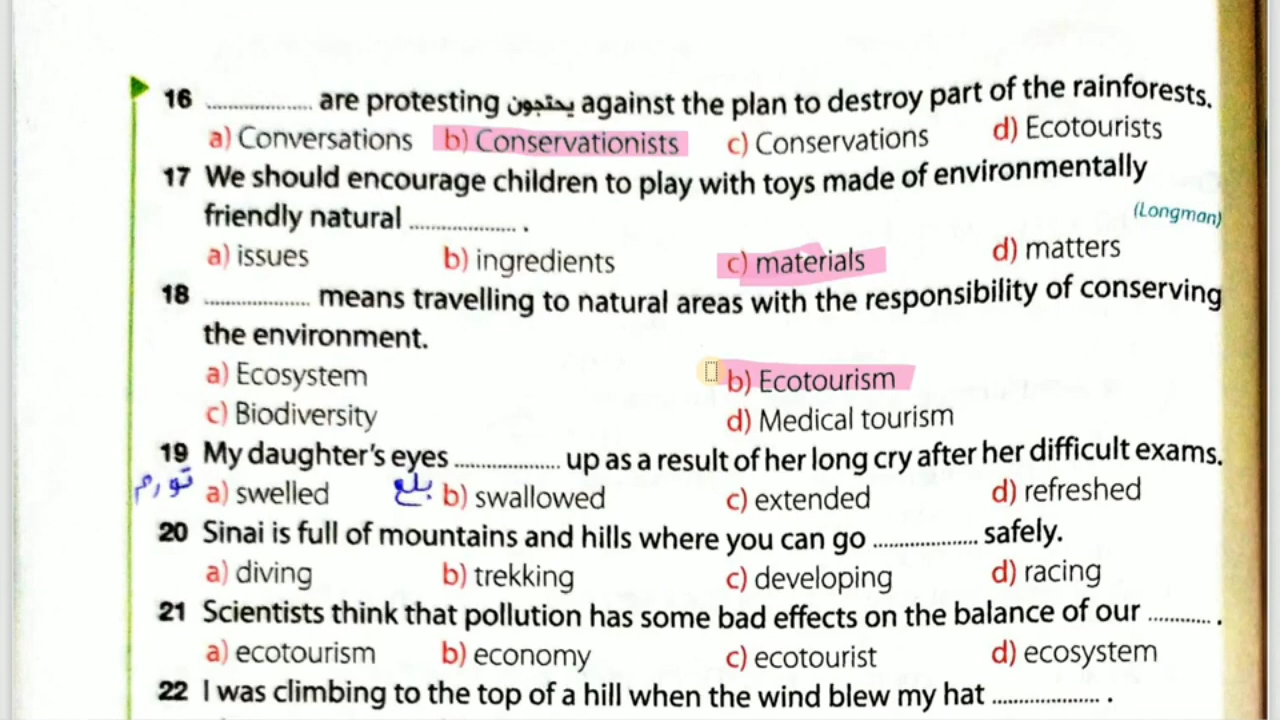 16 .................... are protesting يحتجون against the plan to destroy part of the rainforests.
a) Conversations b) Conservationists c) Conservations d) Ecotourists
17 We should encourage children to play with toys made of environmentally
friendly natural .................... .
(Longman)
a) issues b) ingredients c) materials d) matters
18 .................... means travelling to natural areas with the responsibility of conserving
the environment.
a) Ecosystem b) Ecotourism
c) Biodiversity d) Medical tourism
19 My daughter's eyes .................... up as a result of her long cry after her difficult exams.
تورم a) swelled بلع b) swallowed c) extended d) refreshed
20 Sinai is full of mountains and hills where you can go .................... safely.
a) diving b) trekking c) developing d) racing
21 Scientists think that pollution has some bad effects on the balance of our ............ .
a) ecotourism b) economy c) ecotourist d) ecosystem
22 I was climbing to the top of a hill when the wind blew my hat .................... .